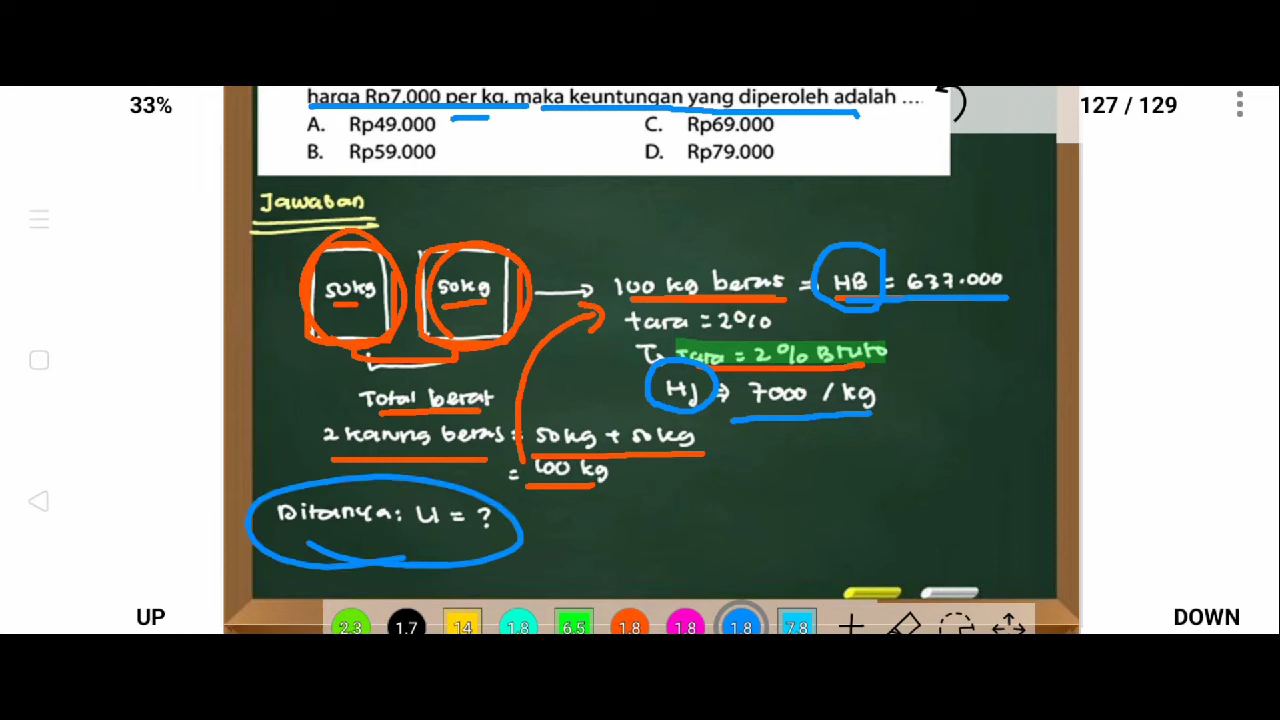 33%
127 / 129
harga Rp7.000 per kg, maka keuntungan yang diperoleh adalah ....
A. Rp49.000 C. Rp69.000
B. Rp59.000 D. Rp79.000
Jawaban
50kg 50kg 100 kg beras = HB = 637.000
tara = 2%
Tara = 2% Bruto
HJ ⇒ 7000 / kg
Total berat
2 karung beras = 50kg + 50kg
= 100 kg
Ditanya: U = ?
UP
DOWN
2.3 1.7 14 1.8 6.5 1.8 1.8 1.8 7.8